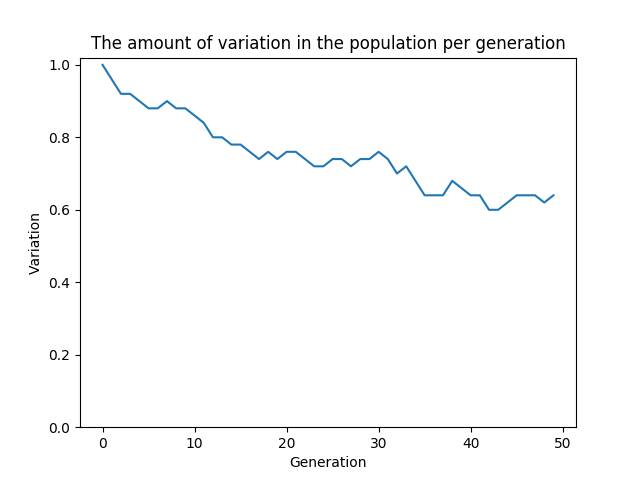 The amount of variation in the population per generation
1.0
0.8
0.6
0.4
0.2
0.0
Variation
0 10 20 30 40 50
Generation